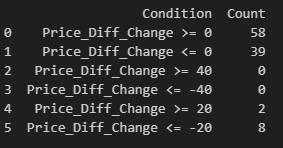 Condition Count
0 Price_Diff_Change >= 0 58
1 Price_Diff_Change <= 0 39
2 Price_Diff_Change >= 40 0
3 Price_Diff_Change <= -40 0
4 Price_Diff_Change >= 20 2
5 Price_Diff_Change <= -20 8